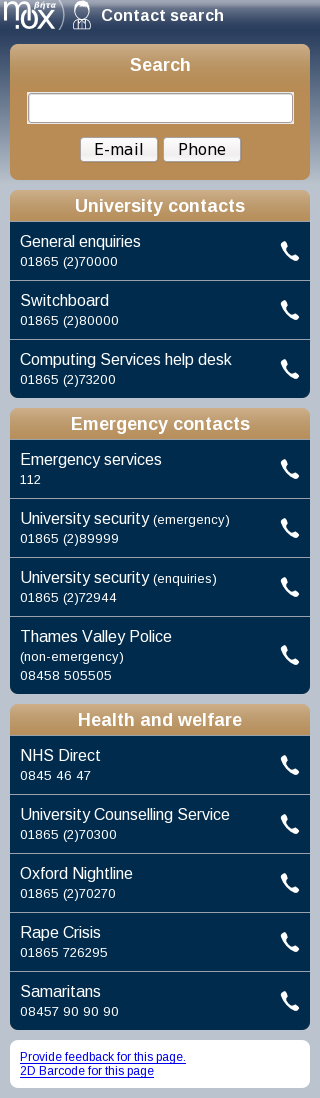 mox βήτα Contact search
Search
E-mail Phone
University contacts
General enquiries
01865 (2)70000
Switchboard
01865 (2)80000
Computing Services help desk
01865 (2)73200
Emergency contacts
Emergency services
112
University security (emergency)
01865 (2)89999
University security (enquiries)
01865 (2)72944
Thames Valley Police
(non-emergency)
08458 505505
Health and welfare
NHS Direct
0845 46 47
University Counselling Service
01865 (2)70300
Oxford Nightline
01865 (2)70270
Rape Crisis
01865 726295
Samaritans
08457 90 90 90
Provide feedback for this page.
2D Barcode for this page